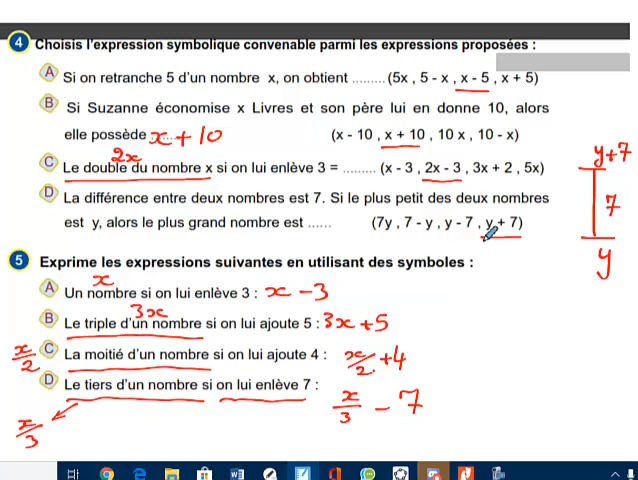 4 Choisis l'expression symbolique convenable parmi les expressions proposées :
A Si on retranche 5 d'un nombre x, on obtient ......... (5x , 5 - x , x - 5 , x + 5)
B Si Suzanne économise x Livres et son père lui en donne 10, alors
elle possède x + 10 (x - 10 , x + 10 , 10 x , 10 - x)
2x
C Le double du nombre x si on lui enlève 3 = ......... (x - 3 , 2x - 3 , 3x + 2 , 5x)
D La différence entre deux nombres est 7. Si le plus petit des deux nombres
est y, alors le plus grand nombre est ...... (7y , 7 - y , y - 7 , y + 7)
y+7
7
y
5 Exprime les expressions suivantes en utilisant des symboles :
x
A Un nombre si on lui enlève 3 : x - 3
3x
B Le triple d'un nombre si on lui ajoute 5 : 3x + 5
x/2 C La moitié d'un nombre si on lui ajoute 4 : x/2 + 4
D Le tiers d'un nombre si on lui enlève 7 : x/3 - 7
x/3